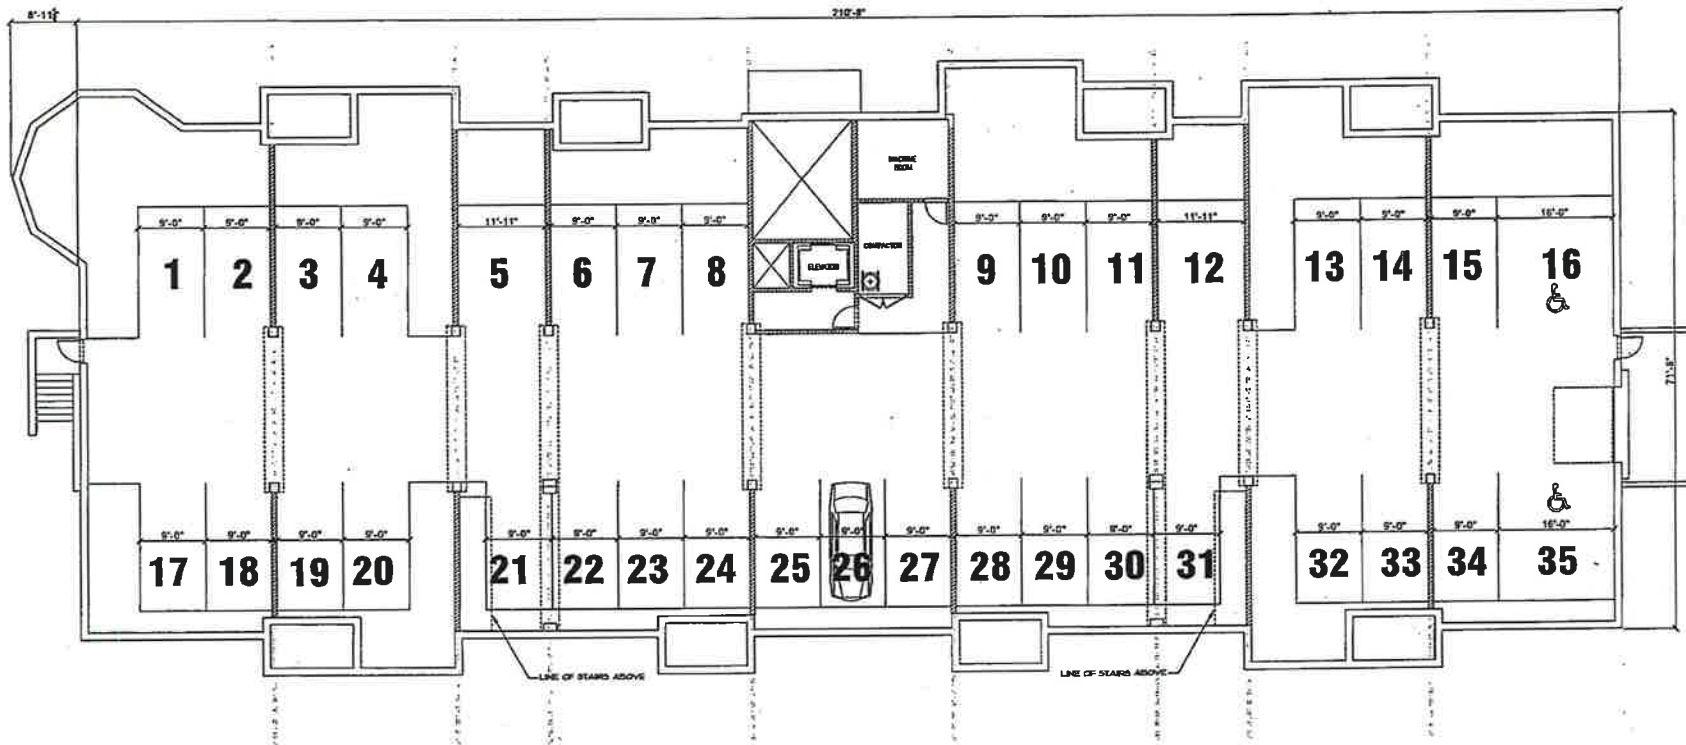 8'-11½" 210'-8"
MACHINE
ROOM
9'-0" 9'-0" 9'-0" 9'-0" 11'-11" 9'-0" 9'-0" 9'-0" 9'-0" 9'-0" 9'-0" 11'-11" 9'-0" 9'-0" 9'-0" 16'-0"
COMPACTOR
ELEVATOR
1 2 3 4 5 6 7 8 9 10 11 12 13 14 15 16
71'-8"
9'-0" 9'-0" 9'-0" 9'-0" 9'-0" 9'-0" 9'-0" 9'-0" 9'-0" 9'-0" 9'-0" 9'-0" 9'-0" 9'-0" 9'-0" 9'-0" 9'-0" 9'-0" 16'-0"
17 18 19 20 21 22 23 24 25 26 27 28 29 30 31 32 33 34 35
LINE OF STAIRS ABOVE LINE OF STAIRS ABOVE